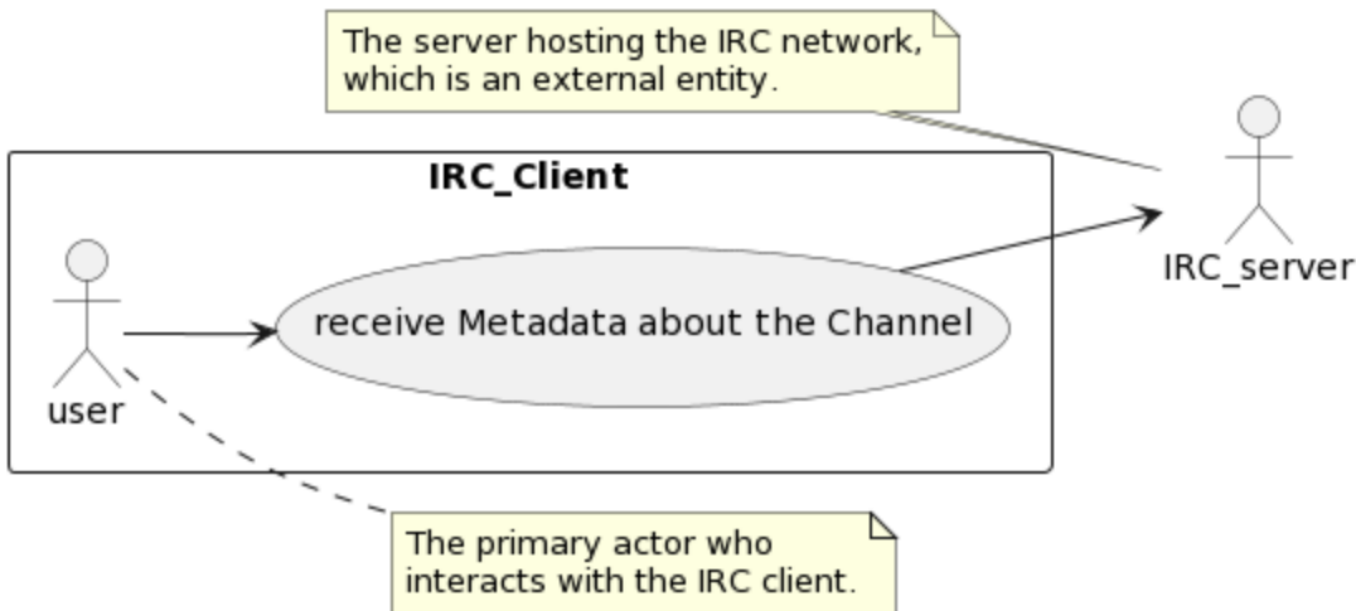 The server hosting the IRC network,
which is an external entity.
IRC_Client
IRC_server
receive Metadata about the Channel
user
The primary actor who
interacts with the IRC client.